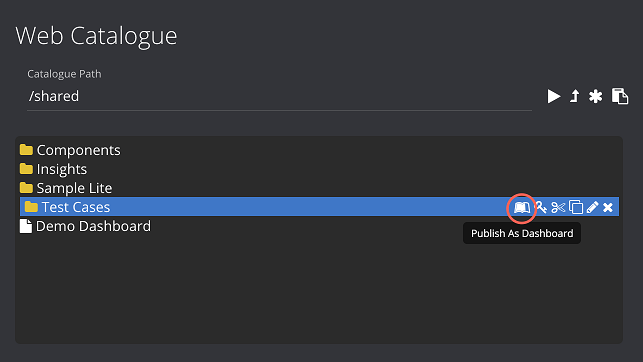 Web Catalogue
Catalogue Path
/shared
Components
Insights
Sample Lite
Test Cases
Demo Dashboard
Publish As Dashboard